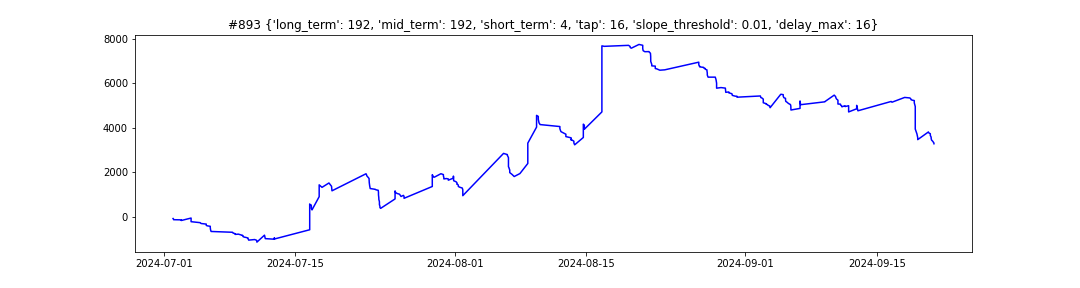 #893 {'long_term': 192, 'mid_term': 192, 'short_term': 4, 'tap': 16, 'slope_threshold': 0.01, 'delay_max': 16}
8000
6000
4000
2000
0
2024-07-01 2024-07-15 2024-08-01 2024-08-15 2024-09-01 2024-09-15